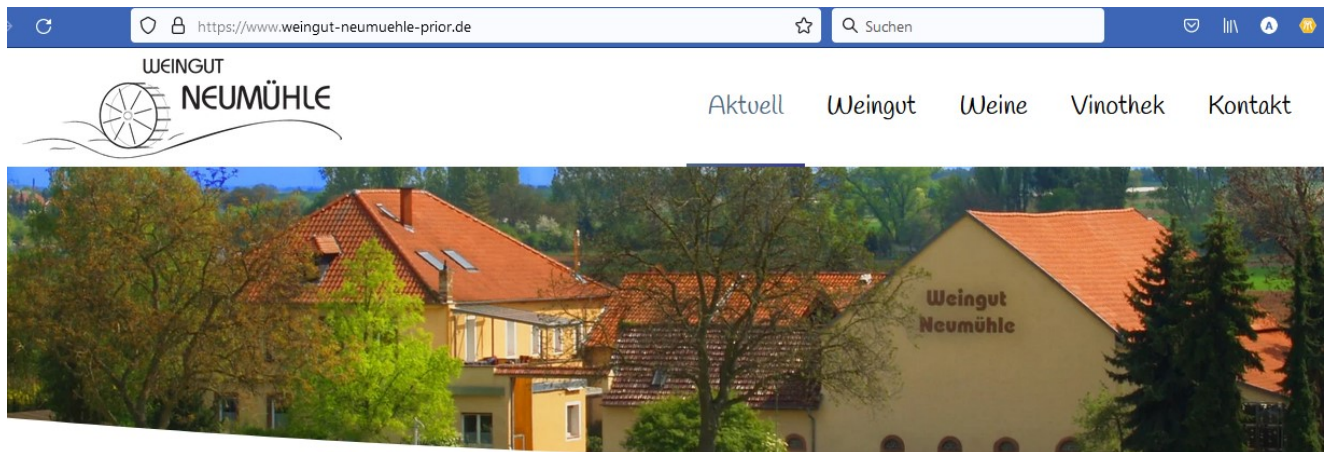 https://www.weingut-neumuehle-prior.de
Suchen
WEINGUT
NEUMÜHLE
Aktuell Weingut Weine Vinothek Kontakt
Weingut
Neumühle